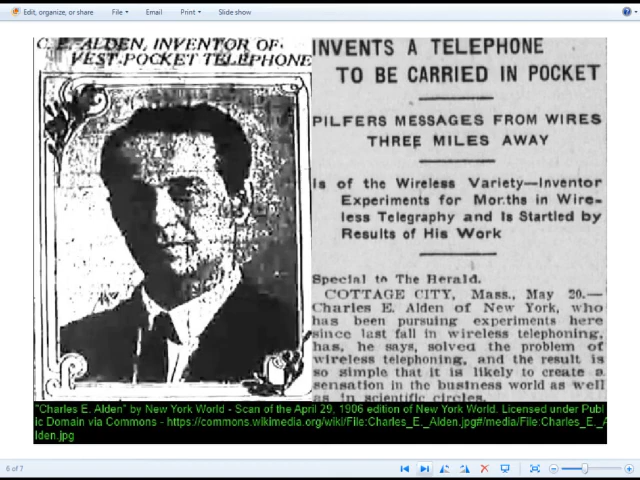 Edit, organize, or share
File
Email
Print
Slide show
C. E. ALDEN, INVENTOR OF
VEST-POCKET TELEPHONE
INVENTS A TELEPHONE
TO BE CARRIED IN POCKET
PILFERS MESSAGES FROM WIRES
THREE MILES AWAY
Is of the Wireless Variety—Inventor
Experiments for Months in Wire-
less Telegraphy and Is Startled by
Results of His Work
Special to The Herald.
COTTAGE CITY, Mass., May 20.—
Charles E. Alden of New York, who
has been pursuing experiments here
since last fall in wireless telephoning,
has, he says, solved the problem of
wireless telephoning, and the result is
so simple that it is likely to create a
sensation in the business world as well
as in scientific circles.
"Charles E. Alden" by New York World - Scan of the April 29, 1906 edition of New York World. Licensed under Publ
ic Domain via Commons - https://commons.wikimedia.org/wiki/File:Charles_E._Alden.jpg#/media/File:Charles_E._A
lden.jpg
6 of 7